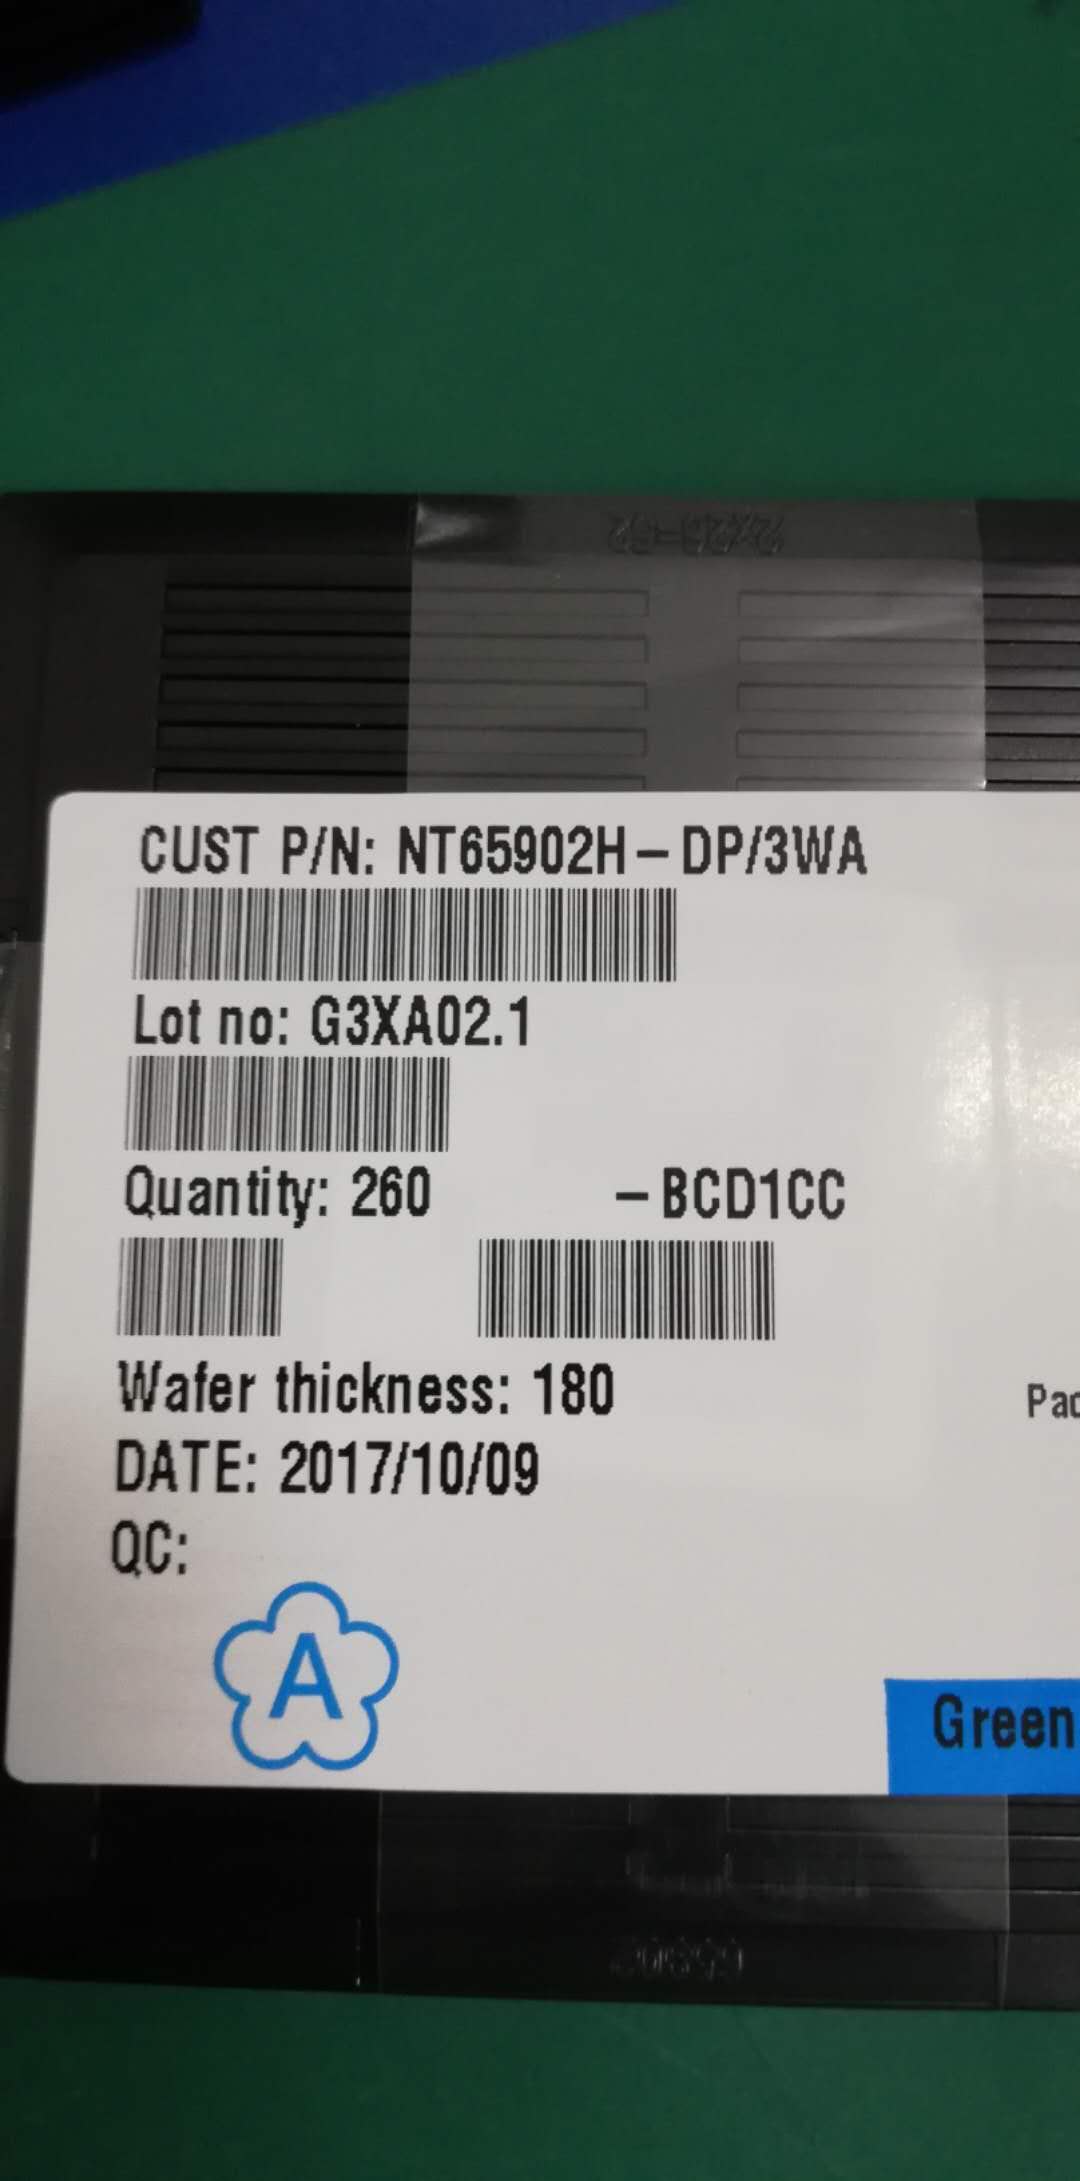 CUST P/N: NT65902H-DP/3WA
Lot no: G3XA02.1
Quantity: 260 -BCD1CC
Wafer thickness: 180
DATE: 2017/10/09
QC:
A
Green